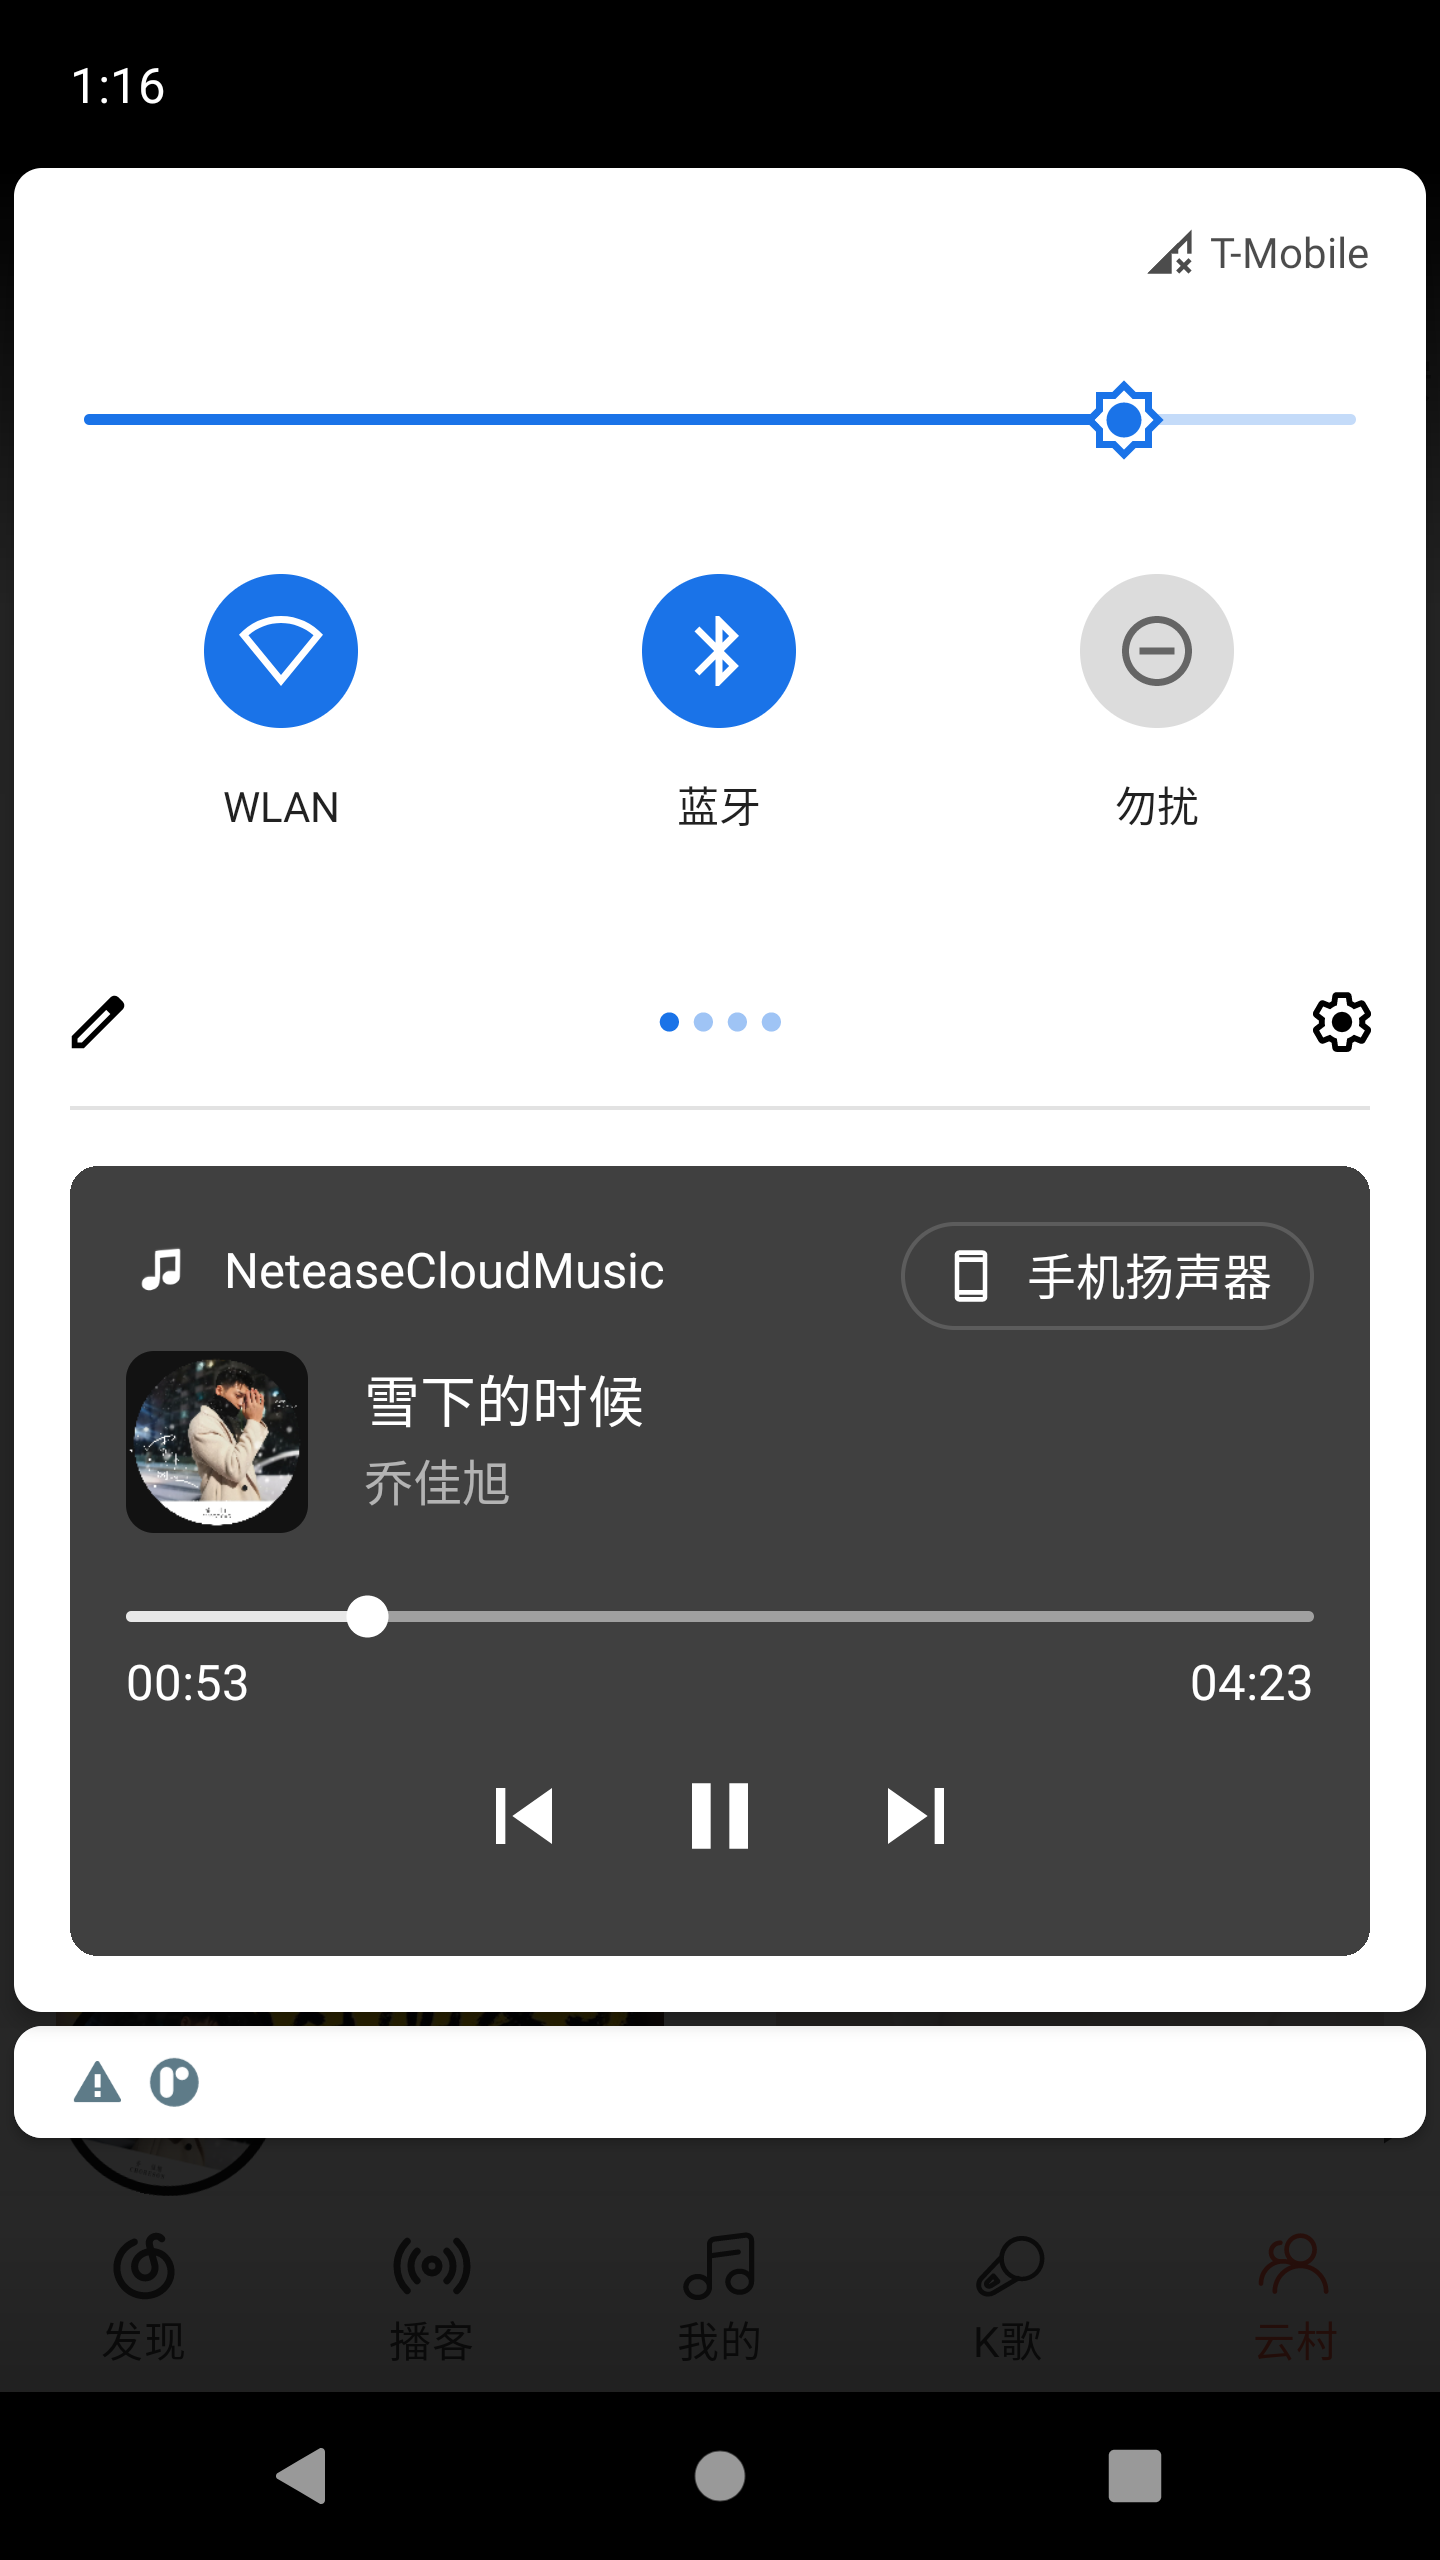 1:16
T-Mobile
WLAN
蓝牙
勿扰
NeteaseCloudMusic
手机扬声器
雪下的时候
乔佳旭
00:53
04:23
发现
播客
我的
K歌
云村